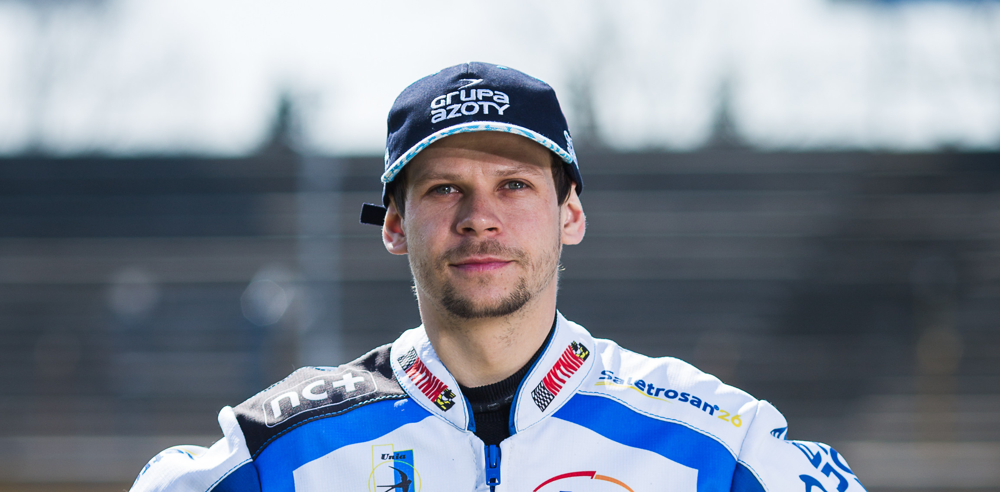 Grupa
AZOTY
nc+
MYTNIK
MYTNIK
Saletrosan®26
Unia